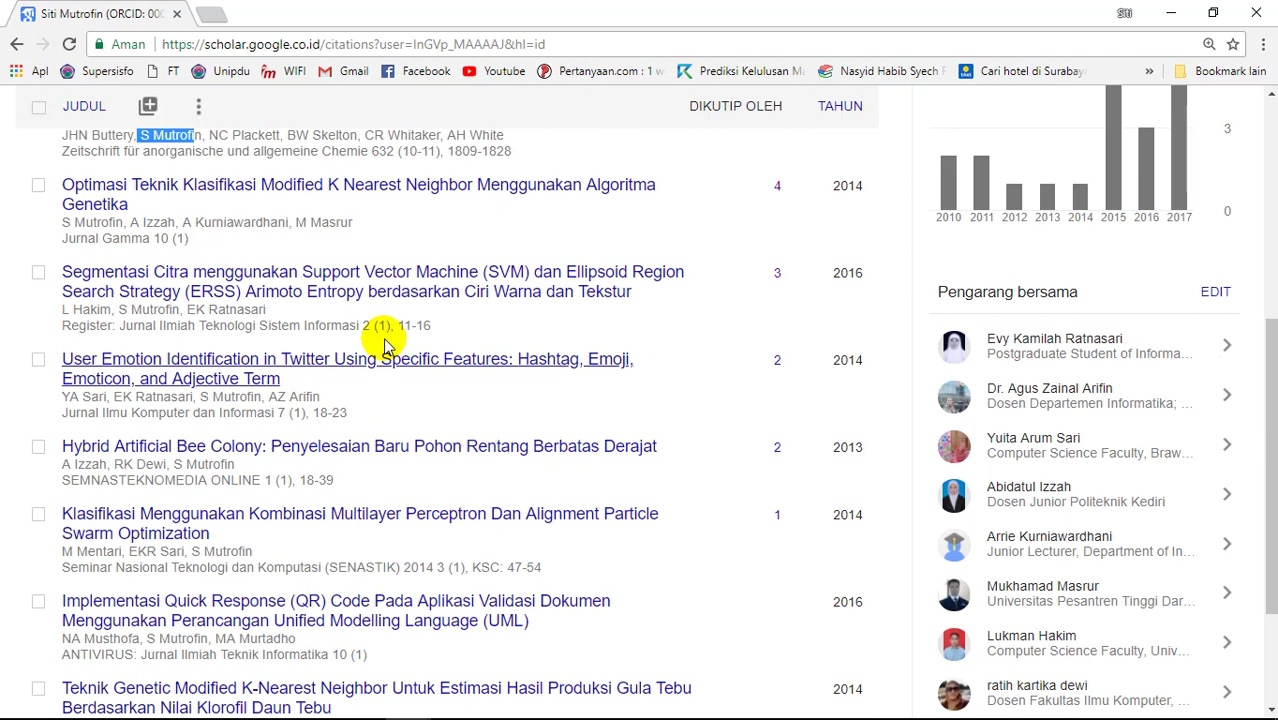 Siti Mutrofin (ORCID: 000
Siti
Aman
https://scholar.google.co.id/citations?user=InGVp_MAAAAJ&hl=id
Apl
Supersisfo
FT
Unipdu
WIFI
Gmail
Facebook
Youtube
Pertanyaan.com : 1 w
Prediksi Kelulusan Ma
Nasyid Habib Syech F
Cari hotel di Surabaya
»
Bookmark lain
JUDUL
DIKUTIP OLEH
TAHUN
JHN Buttery, S Mutrofin, NC Plackett, BW Skelton, CR Whitaker, AH White
Zeitschrift für anorganische und allgemeine Chemie 632 (10-11), 1809-1828
Optimasi Teknik Klasifikasi Modified K Nearest Neighbor Menggunakan Algoritma
Genetika
4
2014
S Mutrofin, A Izzah, A Kurniawardhani, M Masrur
Jurnal Gamma 10 (1)
Segmentasi Citra menggunakan Support Vector Machine (SVM) dan Ellipsoid Region
Search Strategy (ERSS) Arimoto Entropy berdasarkan Ciri Warna dan Tekstur
3
2016
L Hakim, S Mutrofin, EK Ratnasari
Register: Jurnal Ilmiah Teknologi Sistem Informasi 2 (1), 11-16
User Emotion Identification in Twitter Using Specific Features: Hashtag, Emoji,
Emoticon, and Adjective Term
2
2014
YA Sari, EK Ratnasari, S Mutrofin, AZ Arifin
Jurnal Ilmu Komputer dan Informasi 7 (1), 18-23
Hybrid Artificial Bee Colony: Penyelesaian Baru Pohon Rentang Berbatas Derajat
2
2013
A Izzah, RK Dewi, S Mutrofin
SEMNASTEKNOMEDIA ONLINE 1 (1), 18-39
Klasifikasi Menggunakan Kombinasi Multilayer Perceptron Dan Alignment Particle
Swarm Optimization
1
2014
M Mentari, EKR Sari, S Mutrofin
Seminar Nasional Teknologi dan Komputasi (SENASTIK) 2014 3 (1), KSC: 47-54
Implementasi Quick Response (QR) Code Pada Aplikasi Validasi Dokumen
Menggunakan Perancangan Unified Modelling Language (UML)
2016
NA Musthofa, S Mutrofin, MA Murtadho
ANTIVIRUS: Jurnal Ilmiah Teknik Informatika 10 (1)
Teknik Genetic Modified K-Nearest Neighbor Untuk Estimasi Hasil Produksi Gula Tebu
Berdasarkan Nilai Klorofil Daun Tebu
2014
3
0
2010 2011 2012 2013 2014 2015 2016 2017
Pengarang bersama
EDIT
Evy Kamilah Ratnasari
Postgraduate Student of Informa...
Dr. Agus Zainal Arifin
Dosen Departemen Informatika; ...
Yuita Arum Sari
Computer Science Faculty, Braw...
Abidatul Izzah
Dosen Junior Politeknik Kediri
Arrie Kurniawardhani
Junior Lecturer, Department of In...
Mukhamad Masrur
Universitas Pesantren Tinggi Dar...
Lukman Hakim
Computer Science Faculty, Univ...
ratih kartika dewi
Dosen Fakultas Ilmu Komputer, ...